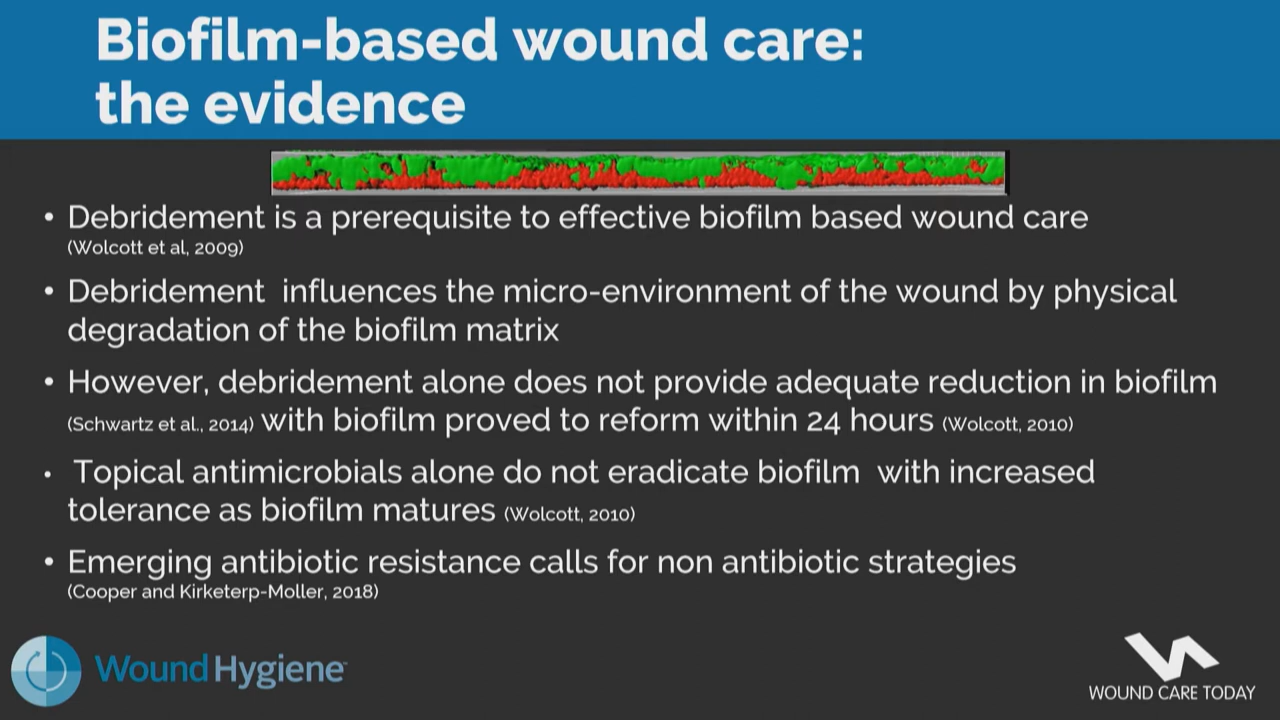 Biofilm-based wound care:
the evidence
• Debridement is a prerequisite to effective biofilm based wound care
(Wolcott et al, 2009)
• Debridement  influences the micro-environment of the wound by physical
degradation of the biofilm matrix
• However, debridement alone does not provide adequate reduction in biofilm
(Schwartz et al., 2014) with biofilm proved to reform within 24 hours (Wolcott, 2010)
•  Topical antimicrobials alone do not eradicate biofilm  with increased
tolerance as biofilm matures (Wolcott, 2010)
• Emerging antibiotic resistance calls for non antibiotic strategies
(Cooper and Kirketerp-Moller, 2018)
WoundHygiene™
WOUND CARE TODAY